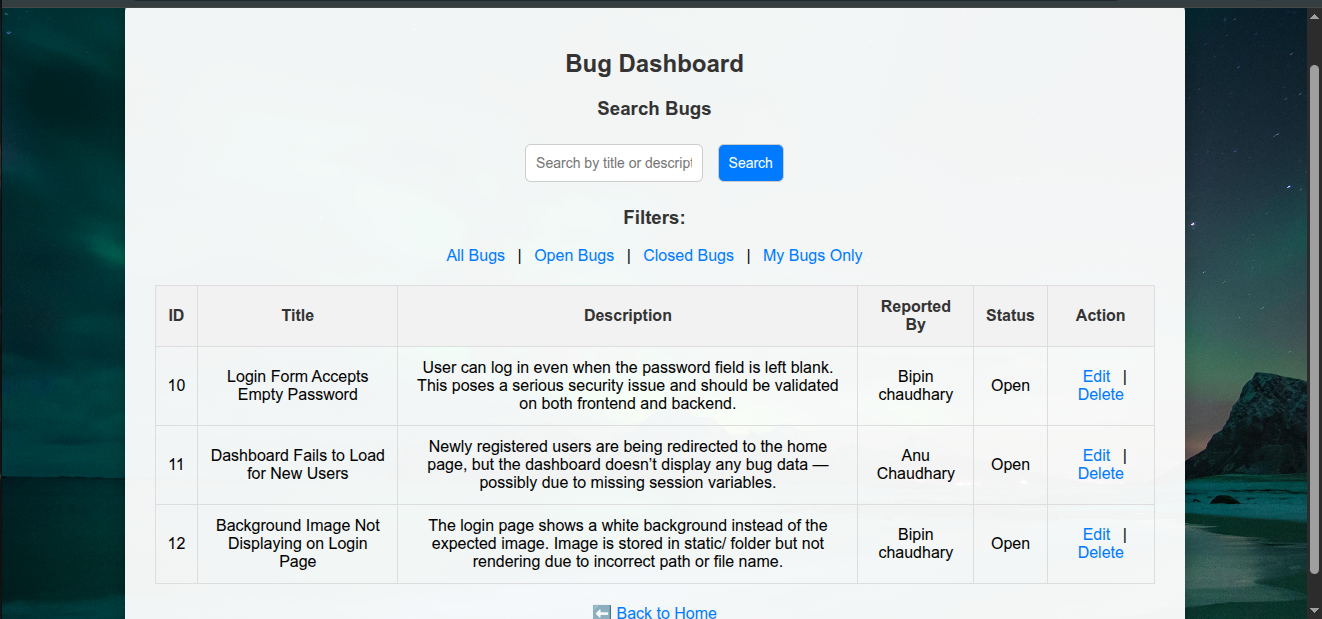 Bug Dashboard
Search Bugs
Search by title or descript
Search
Filters:
All Bugs | Open Bugs | Closed Bugs | My Bugs Only
ID Title Description Reported By Status Action
10
Login Form Accepts
Empty Password
User can log in even when the password field is left blank.
This poses a serious security issue and should be validated
on both frontend and backend.
Bipin
chaudhary
Open
Edit |
Delete
11
Dashboard Fails to Load
for New Users
Newly registered users are being redirected to the home
page, but the dashboard doesn’t display any bug data —
possibly due to missing session variables.
Anu
Chaudhary
Open
Edit |
Delete
12
Background Image Not
Displaying on Login
Page
The login page shows a white background instead of the
expected image. Image is stored in static/ folder but not
rendering due to incorrect path or file name.
Bipin
chaudhary
Open
Edit |
Delete
⬅ Back to Home